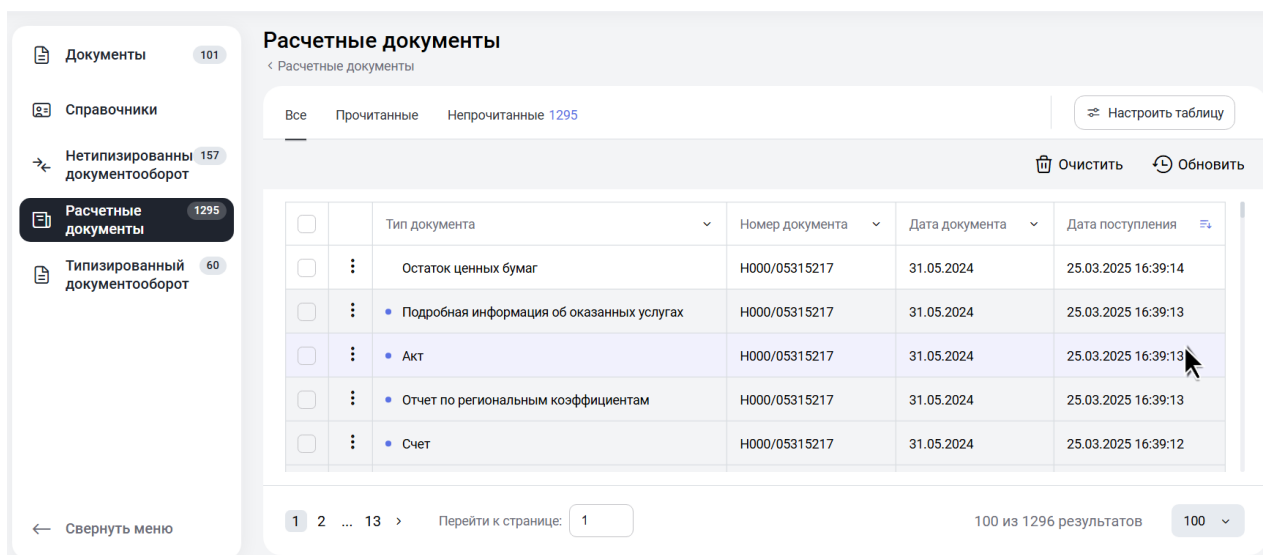 Документы 101
Справочники
Нетипизированны 157
документооборот
Расчетные 1295
документы
Типизированный 60
документооборот
Свернуть меню
Расчетные документы
Расчетные документы
Все Прочитанные Непрочитанные 1295 Настроить таблицу
Очистить Обновить
Тип документа Номер документа Дата документа Дата поступления
Остаток ценных бумаг Н000/05315217 31.05.2024 25.03.2025 16:39:14
Подробная информация об оказанных услугах Н000/05315217 31.05.2024 25.03.2025 16:39:13
Акт Н000/05315217 31.05.2024 25.03.2025 16:39:13
Отчет по региональным коэффициентам Н000/05315217 31.05.2024 25.03.2025 16:39:13
Счет Н000/05315217 31.05.2024 25.03.2025 16:39:12
1 2 ... 13 Перейти к странице: 1 100 из 1296 результатов 100